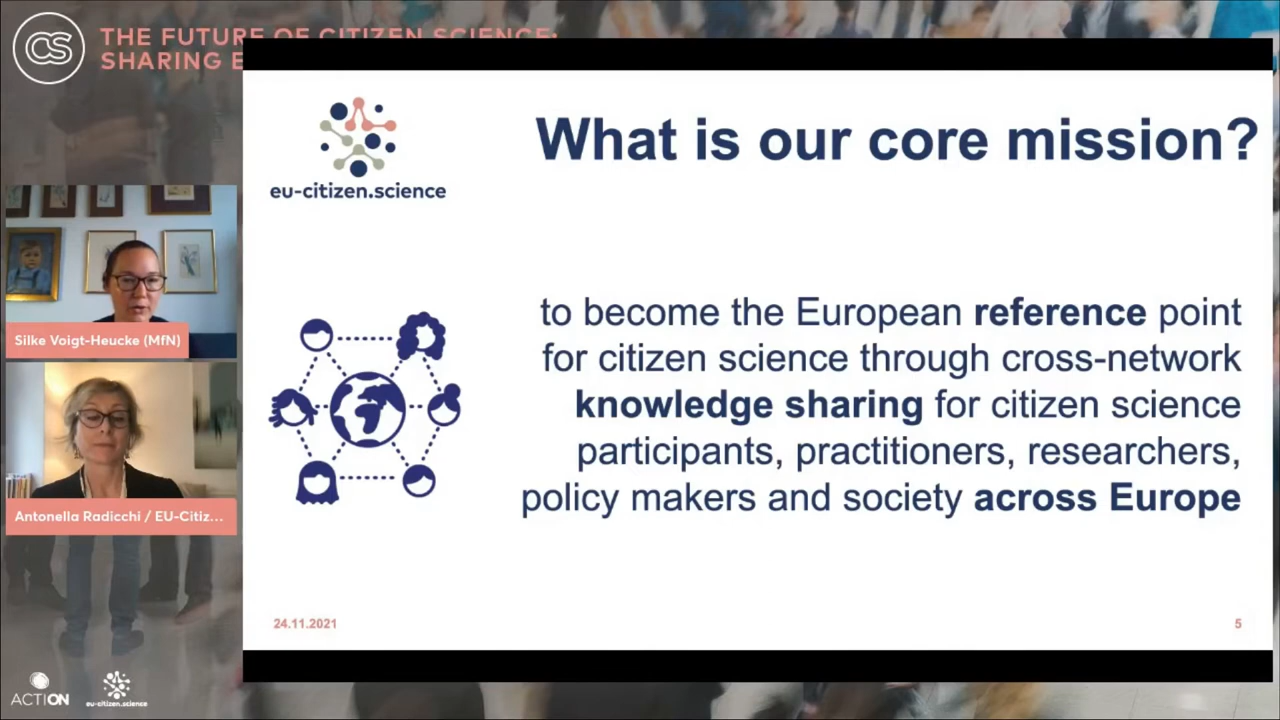 CS
THE FUTURE OF CITIZEN SCIENCE:
SHARING E
What is our core mission?
eu-citizen.science
to become the European reference point
for citizen science through cross-network
knowledge sharing for citizen science
participants, practitioners, researchers,
policy makers and society across Europe
24.11.2021
5
Silke Voigt-Heucke (MfN)
Antonella Radicchi / EU-Citiz...
ACTION
eu-citizen.science